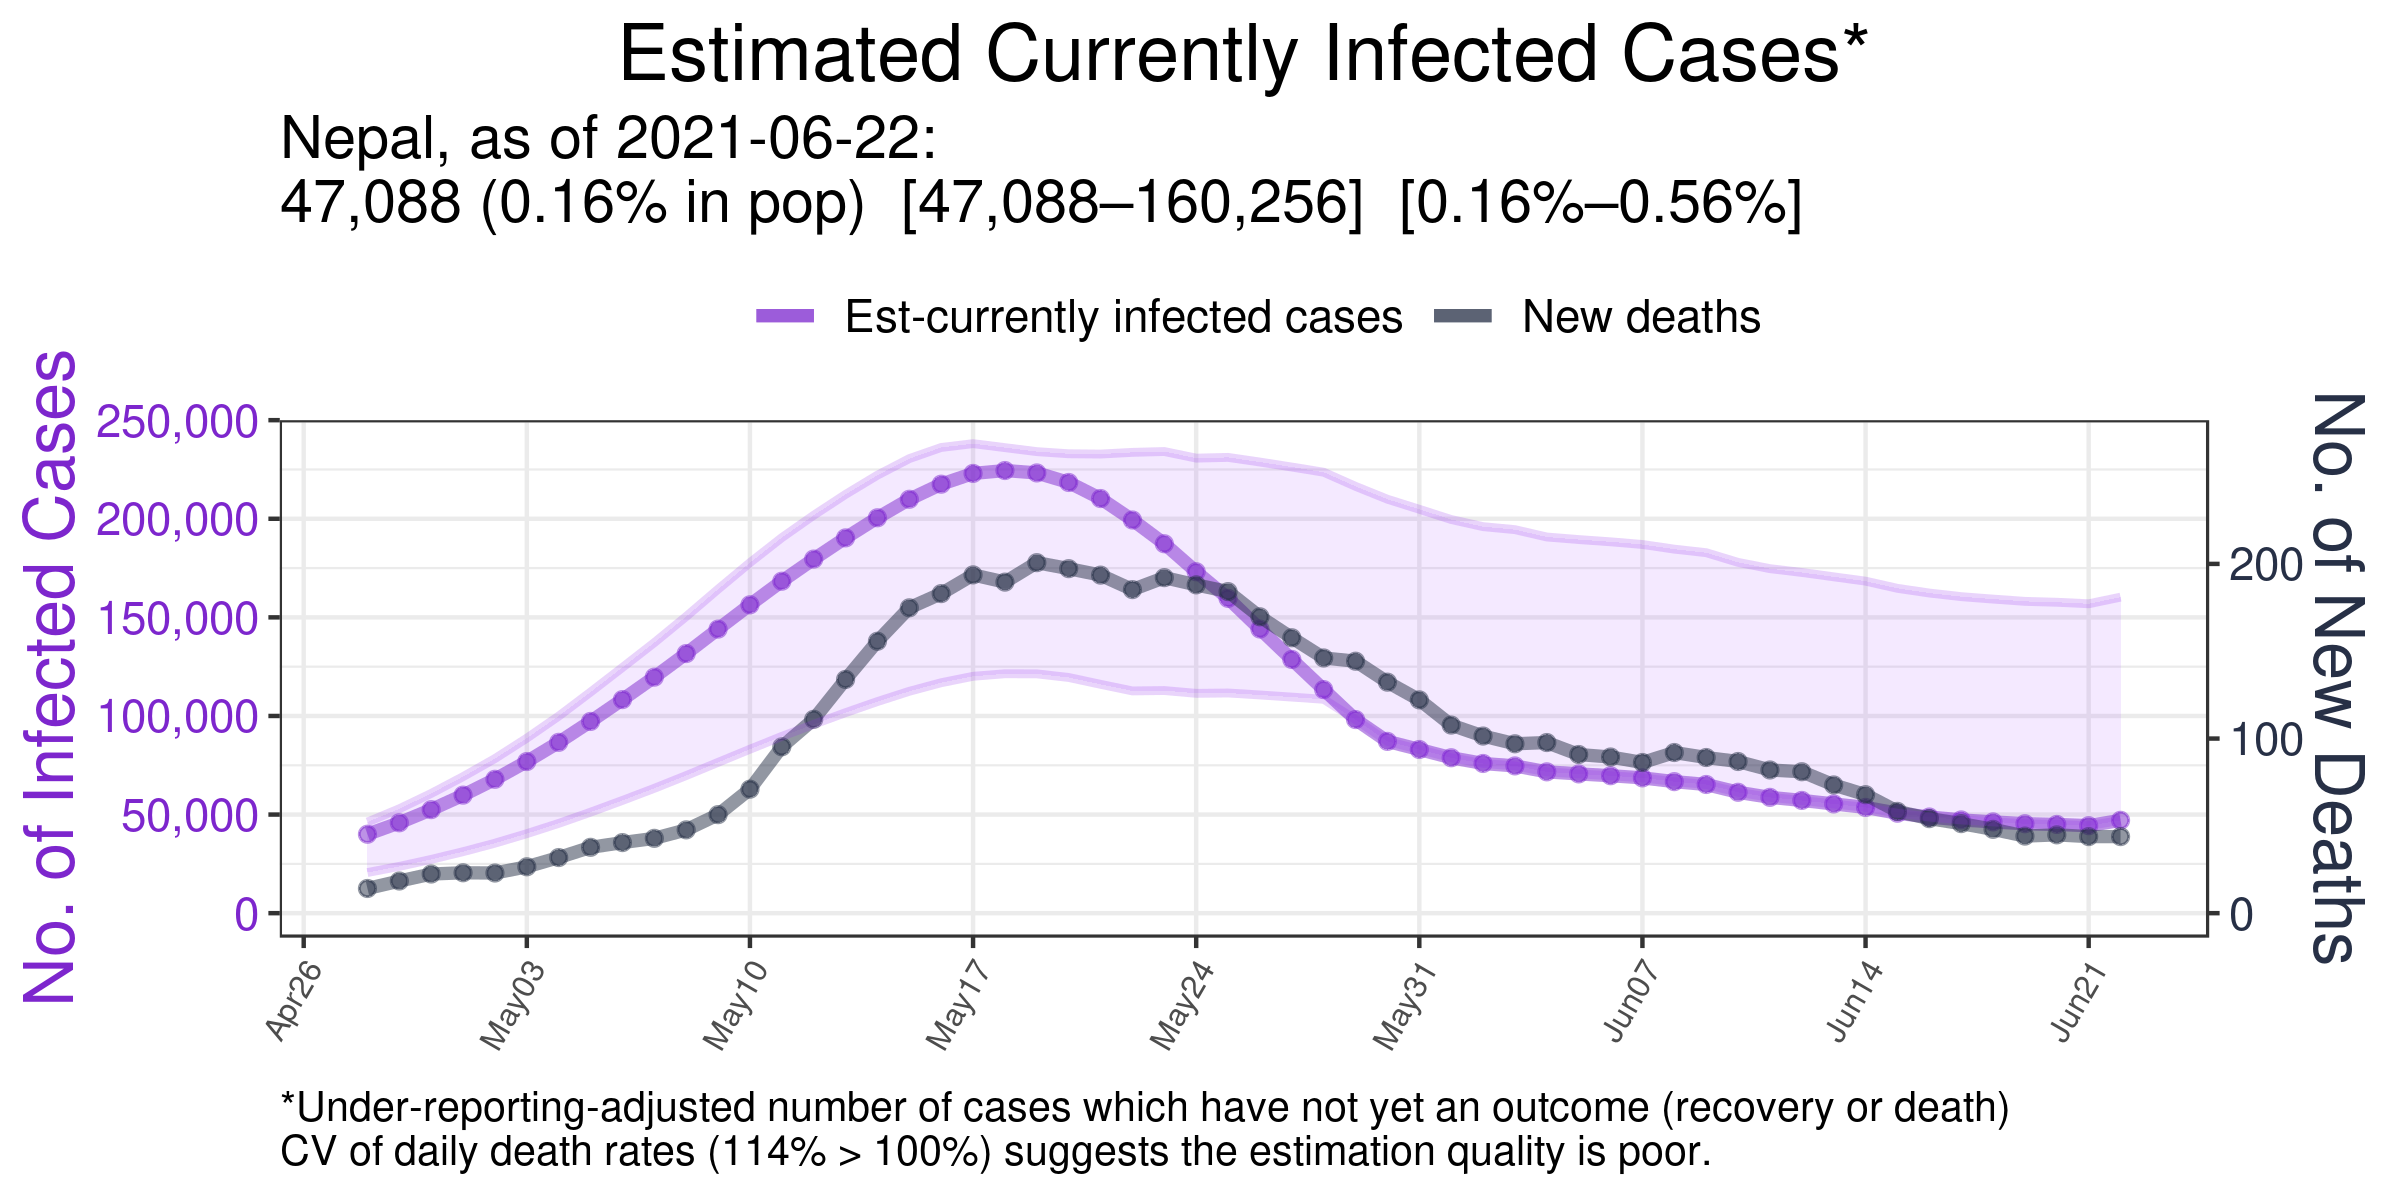 Estimated Currently Infected Cases*
Nepal, as of 2021-06-22:
47,088 (0.16% in pop) [47,088–160,256] [0.16%–0.56%]
Est-currently infected cases
New deaths
No. of Infected Cases
250,000
200,000
150,000
100,000
50,000
0
200
100
0
No. of New Deaths
Apr26
May03
May10
May17
May24
May31
Jun07
Jun14
Jun21
*Under-reporting-adjusted number of cases which have not yet an outcome (recovery or death)
CV of daily death rates (114% > 100%) suggests the estimation quality is poor.